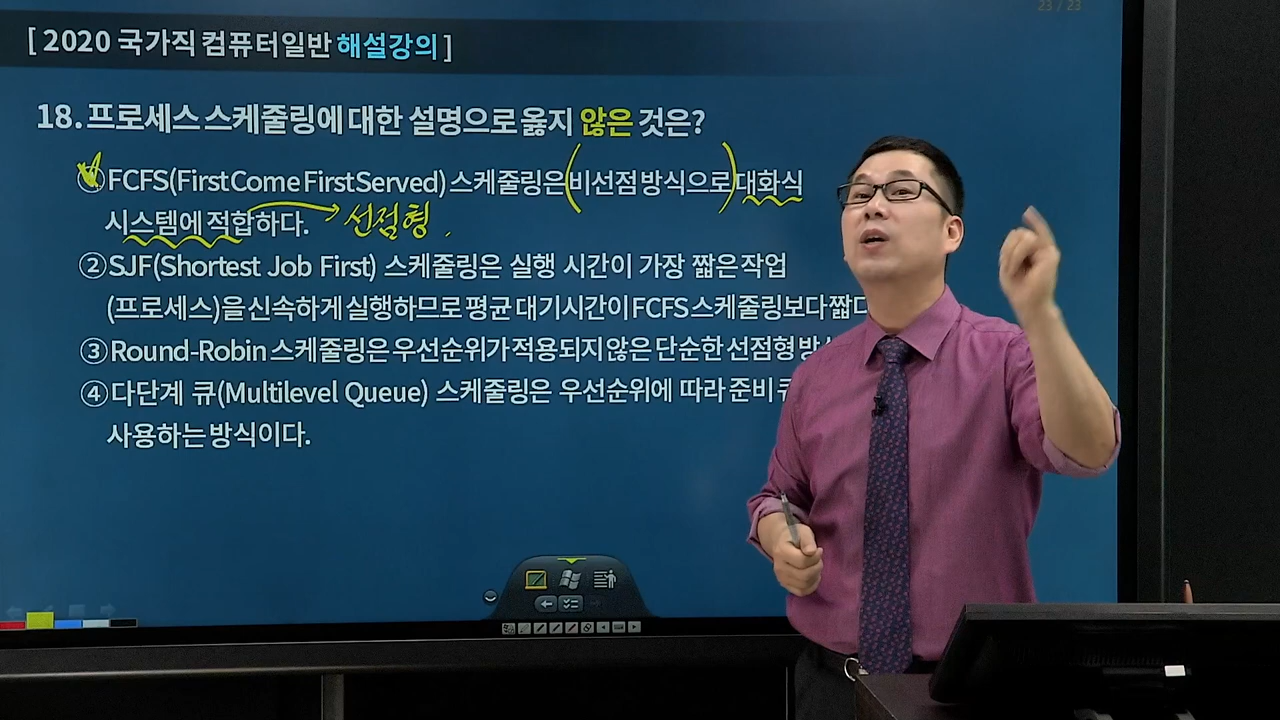 23 / 23
[ 2020 국가직 컴퓨터일반 해설강의 ]
18. 프로세스 스케줄링에 대한 설명으로 옳지 않은 것은?
① FCFS(First Come First Served) 스케줄링은 비선점 방식으로 대화식
시스템에 적합하다. 선점형
② SJF(Shortest Job First) 스케줄링은 실행 시간이 가장 짧은 작업
(프로세스)을 신속하게 실행하므로 평균 대기시간이 FCFS 스케줄링보다 짧다
③ Round-Robin 스케줄링은 우선순위가 적용되지 않은 단순한 선점형
④ 다단계 큐(Multilevel Queue) 스케줄링은 우선순위에 따라 준비
사용하는 방식이다.